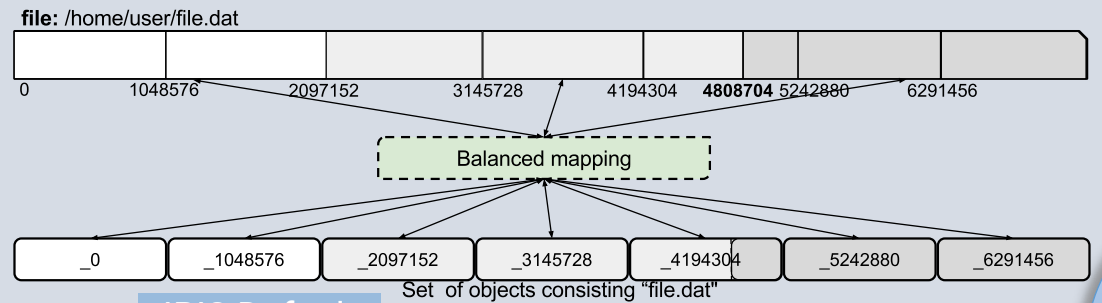 file: /home/user/file.dat
0 1048576 2097152 3145728 4194304 4808704 5242880 6291456
Balanced mapping
_0 _1048576 _2097152 _3145728 _4194304 _5242880 _6291456
Set of objects consisting "file.dat"